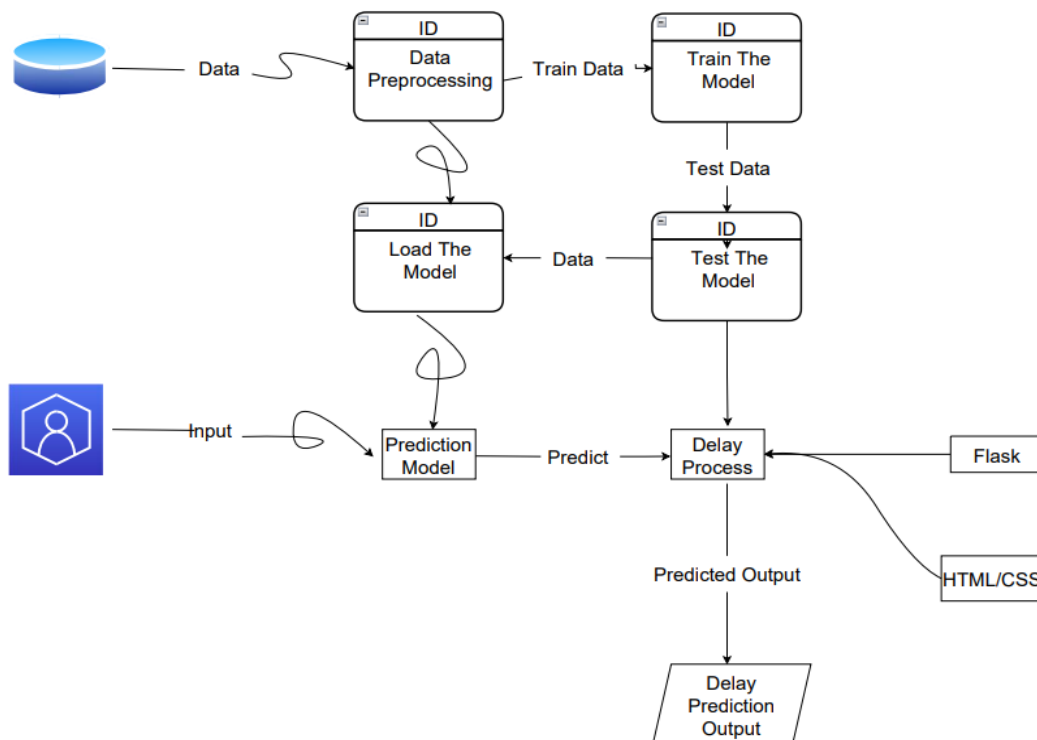 ID
Data
Preprocessing
ID
Train The
Model
Data
Train Data
Test Data
ID
Load The
Model
Data
ID
Test The
Model
Input
Prediction
Model
Predict
Delay
Process
Flask
HTML/CSS
Predicted Output
Delay
Prediction
Output